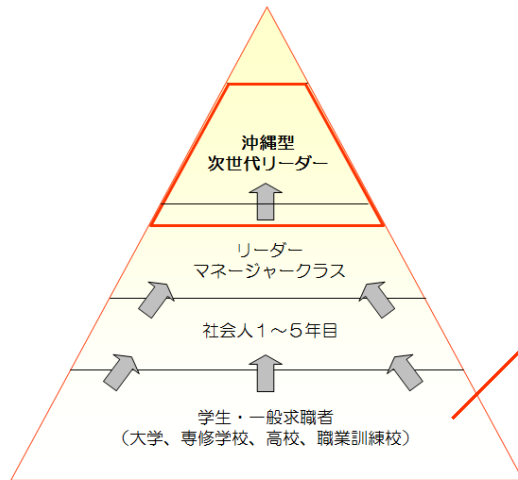 沖縄型
次世代リーダー
リーダー
マネージャークラス
社会人1～5年目
学生・一般求職者
（大学、専修学校、高校、職業訓練校）